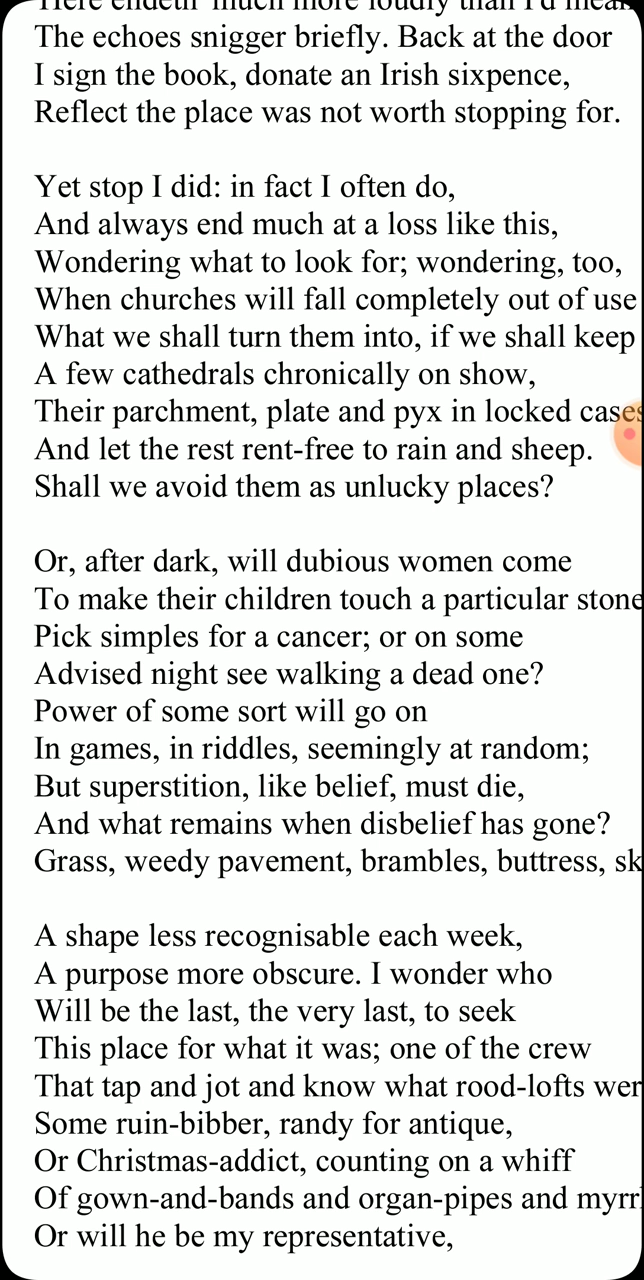 'Here endeth' much more loudly than I'd
The echoes snigger briefly. Back at the door
I sign the book, donate an Irish sixpence,
Reflect the place was not worth stopping for.
Yet stop I did: in fact I often do,
And always end much at a loss like this,
Wondering what to look for; wondering, too,
When churches will fall completely out of use
What we shall turn them into, if we shall keep
A few cathedrals chronically on show,
Their parchment, plate and pyx in locked cases
And let the rest rent-free to rain and sheep.
Shall we avoid them as unlucky places?
Or, after dark, will dubious women come
To make their children touch a particular stone
Pick simples for a cancer; or on some
Advised night see walking a dead one?
Power of some sort will go on
In games, in riddles, seemingly at random;
But superstition, like belief, must die,
And what remains when disbelief has gone?
Grass, weedy pavement, brambles, buttress,
A shape less recognisable each week,
A purpose more obscure. I wonder who
Will be the last, the very last, to seek
This place for what it was; one of the crew
That tap and jot and know what rood-lofts
Some ruin-bibber, randy for antique,
Or Christmas-addict, counting on a whiff
Of gown-and-bands and organ-pipes and
Or will he be my representative,